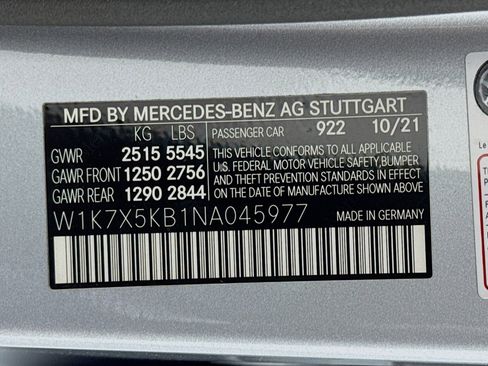 MFD BY MERCEDES-BENZ AG STUTTGART
KG LBS PASSENGER CAR 922 10/21
GVWR 2515 5545 THIS VEHICLE CONFORMS TO ALL APPLICABLE
GAWR FRONT 1250 2756 U.S. FEDERAL MOTOR VEHICLE SAFETY, BUMPER
GAWR REAR 1290 2844 AND THEFT PREVENTION STANDARDS IN EFFECT
ON THE DATE OF MANUFACTURE SHOWN ABOVE
W1K7X5KB1NA045977 MADE IN GERMANY
Le